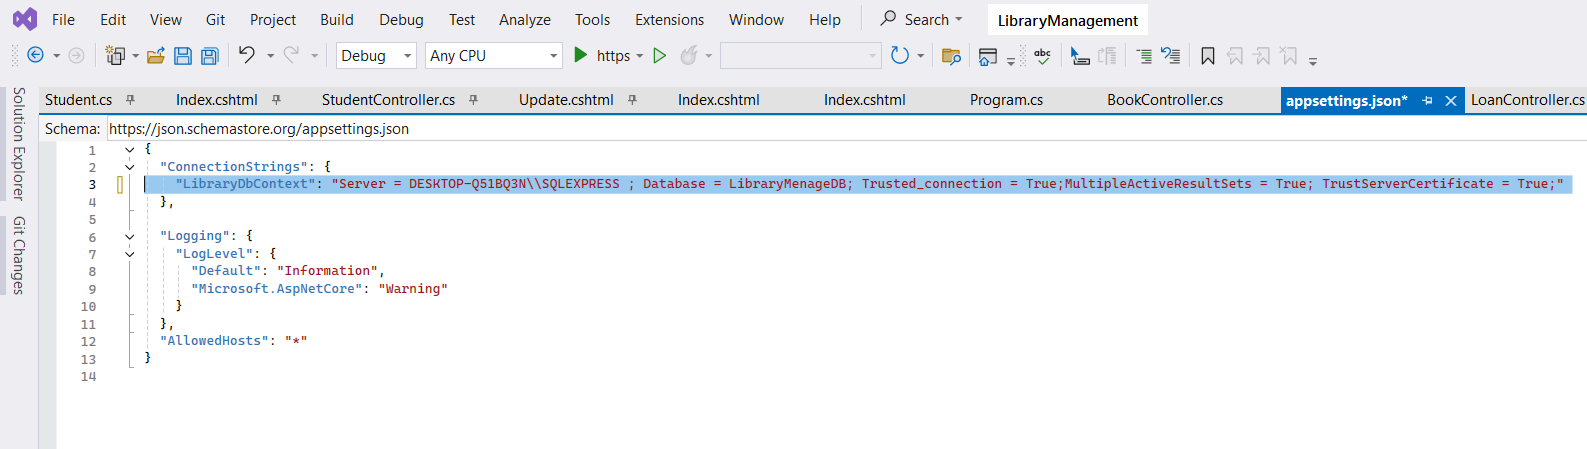 File Edit View Git Project Build Debug Test Analyze Tools Extensions Window Help Search LibraryManagement
Debug Any CPU https abc
Student.cs Index.cshtml StudentController.cs Update.cshtml Index.cshtml Index.cshtml Program.cs BookController.cs appsettings.json* LoanController.cs
Schema: https://json.schemastore.org/appsettings.json
Solution Explorer
Git Changes
1 {
2 "ConnectionStrings": {
3 "LibraryDbContext": "Server = DESKTOP-Q51BQ3N\\SQLEXPRESS ; Database = LibraryMenageDB; Trusted_connection = True;MultipleActiveResultSets = True; TrustServerCertificate = True;"
4 },
5
6 "Logging": {
7 "LogLevel": {
8 "Default": "Information",
9 "Microsoft.AspNetCore": "Warning"
10 }
11 },
12 "AllowedHosts": "*"
13 }
14